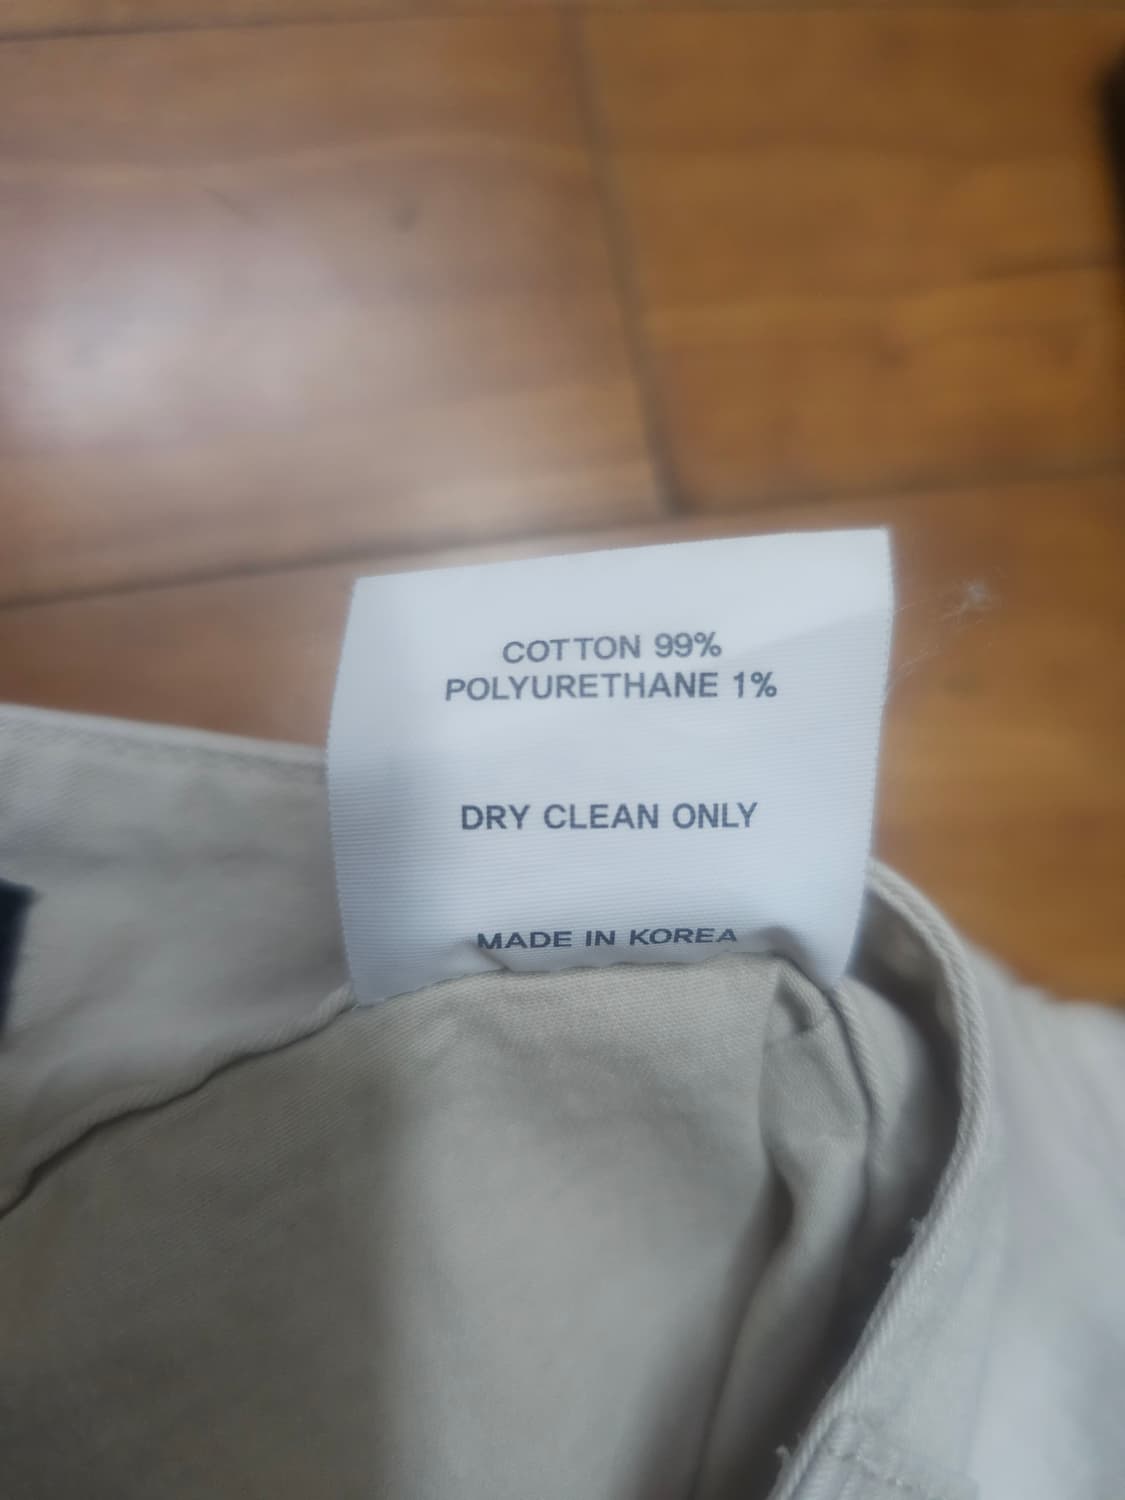 COTTON 99%
POLYURETHANE 1%
DRY CLEAN ONLY
MADE IN KOREA